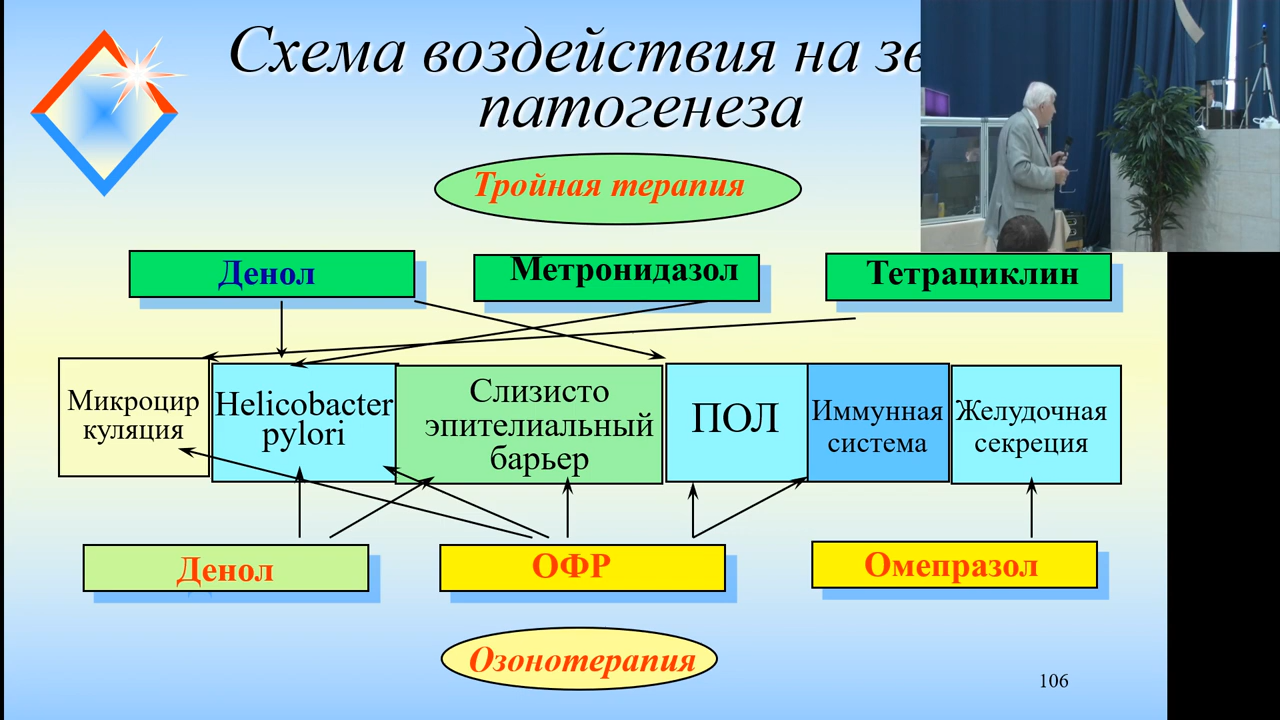 Схема воздействия на
патогенеза
Тройная терапия
Денол
Метронидазол
Тетрациклин
Микроцир
куляция
Helicobacter
pylori
Слизисто
эпителиальный
барьер
ПОЛ
Иммунная
система
Желудочная
секреция
Денол
ОФР
Омепразол
Озонотерапия
106